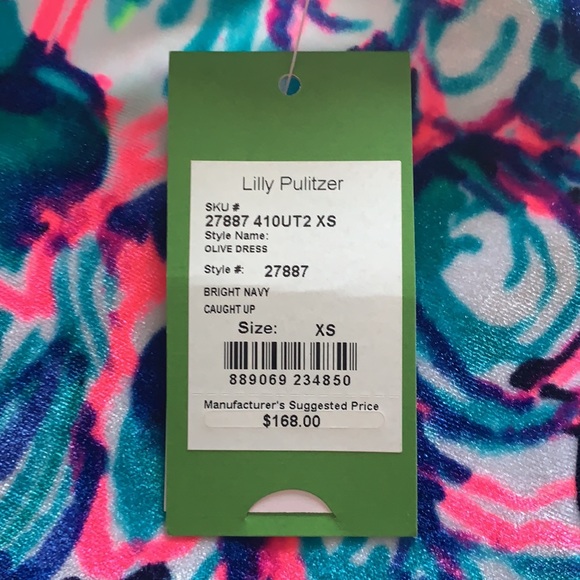 Lilly Pulitzer
SKU #
27887 410UT2 XS
Style Name:
OLIVE DRESS
Style #: 27887
BRIGHT NAVY
CAUGHT UP
Size: XS
889069 234850
Manufacturer's Suggested Price
$168.00